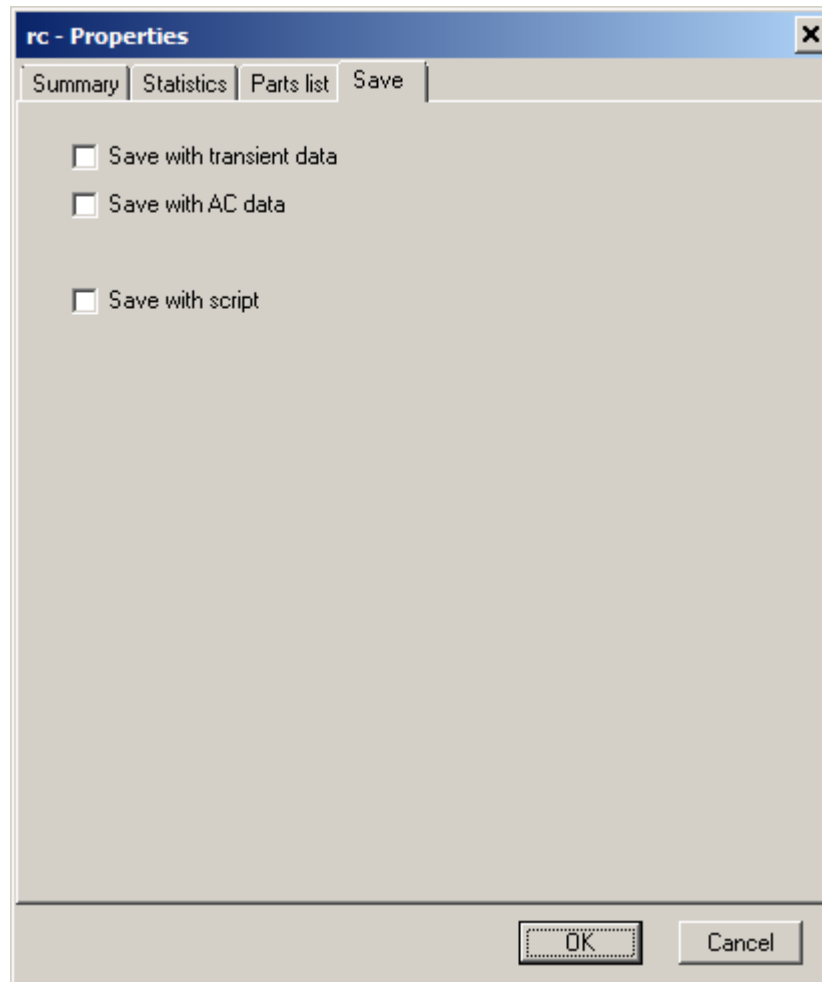 rc - Properties
Summary Statistics Parts list Save
Save with transient data
Save with AC data
Save with script
OK Cancel